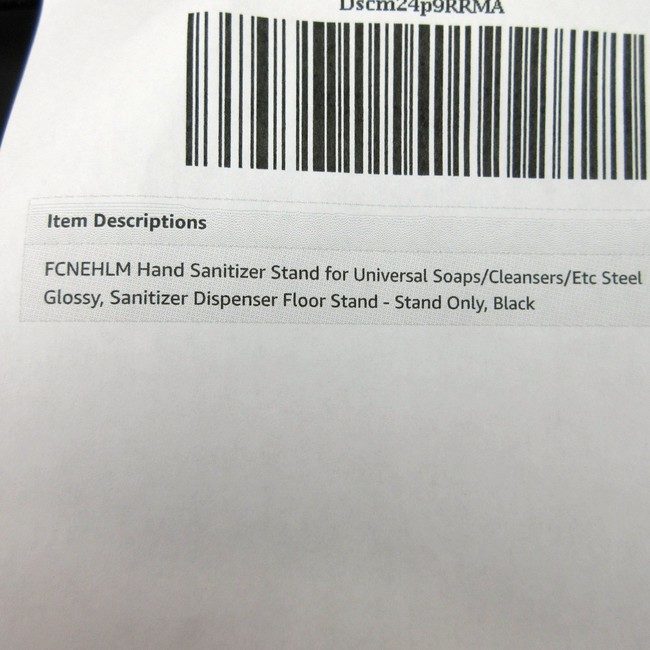 Dscm24p9RRMA
Item Descriptions
FCNEHLM Hand Sanitizer Stand for Universal Soaps/Cleansers/Etc Steel
Glossy, Sanitizer Dispenser Floor Stand - Stand Only, Black